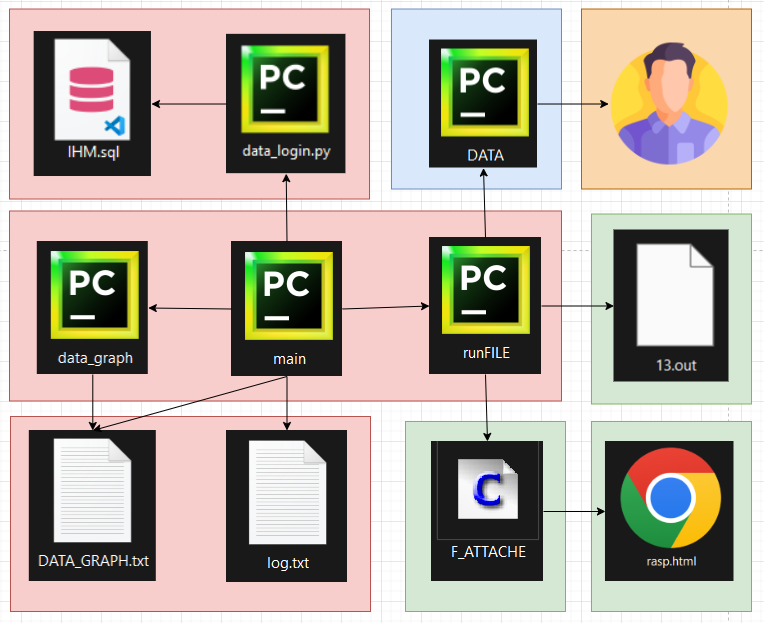 PC
PC
IHM.sql
data_login.py
DATA
PC
PC
PC
data_graph
main
runFILE
13.out
C
DATA_GRAPH.txt
log.txt
F_ATTACHE
rasp.html